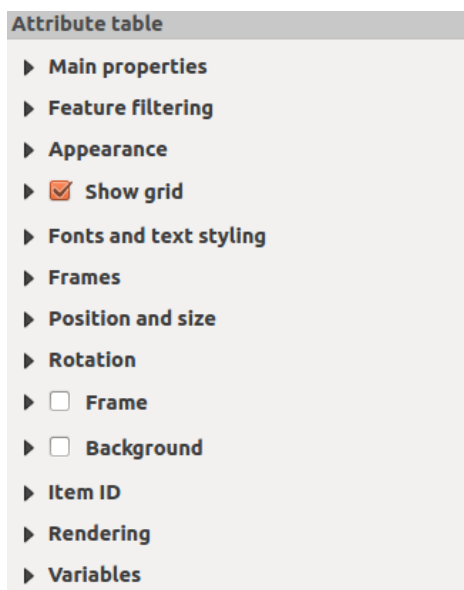 Attribute table
Main properties
Feature filtering
Appearance
Show grid
Fonts and text styling
Frames
Position and size
Rotation
Frame
Background
Item ID
Rendering
Variables